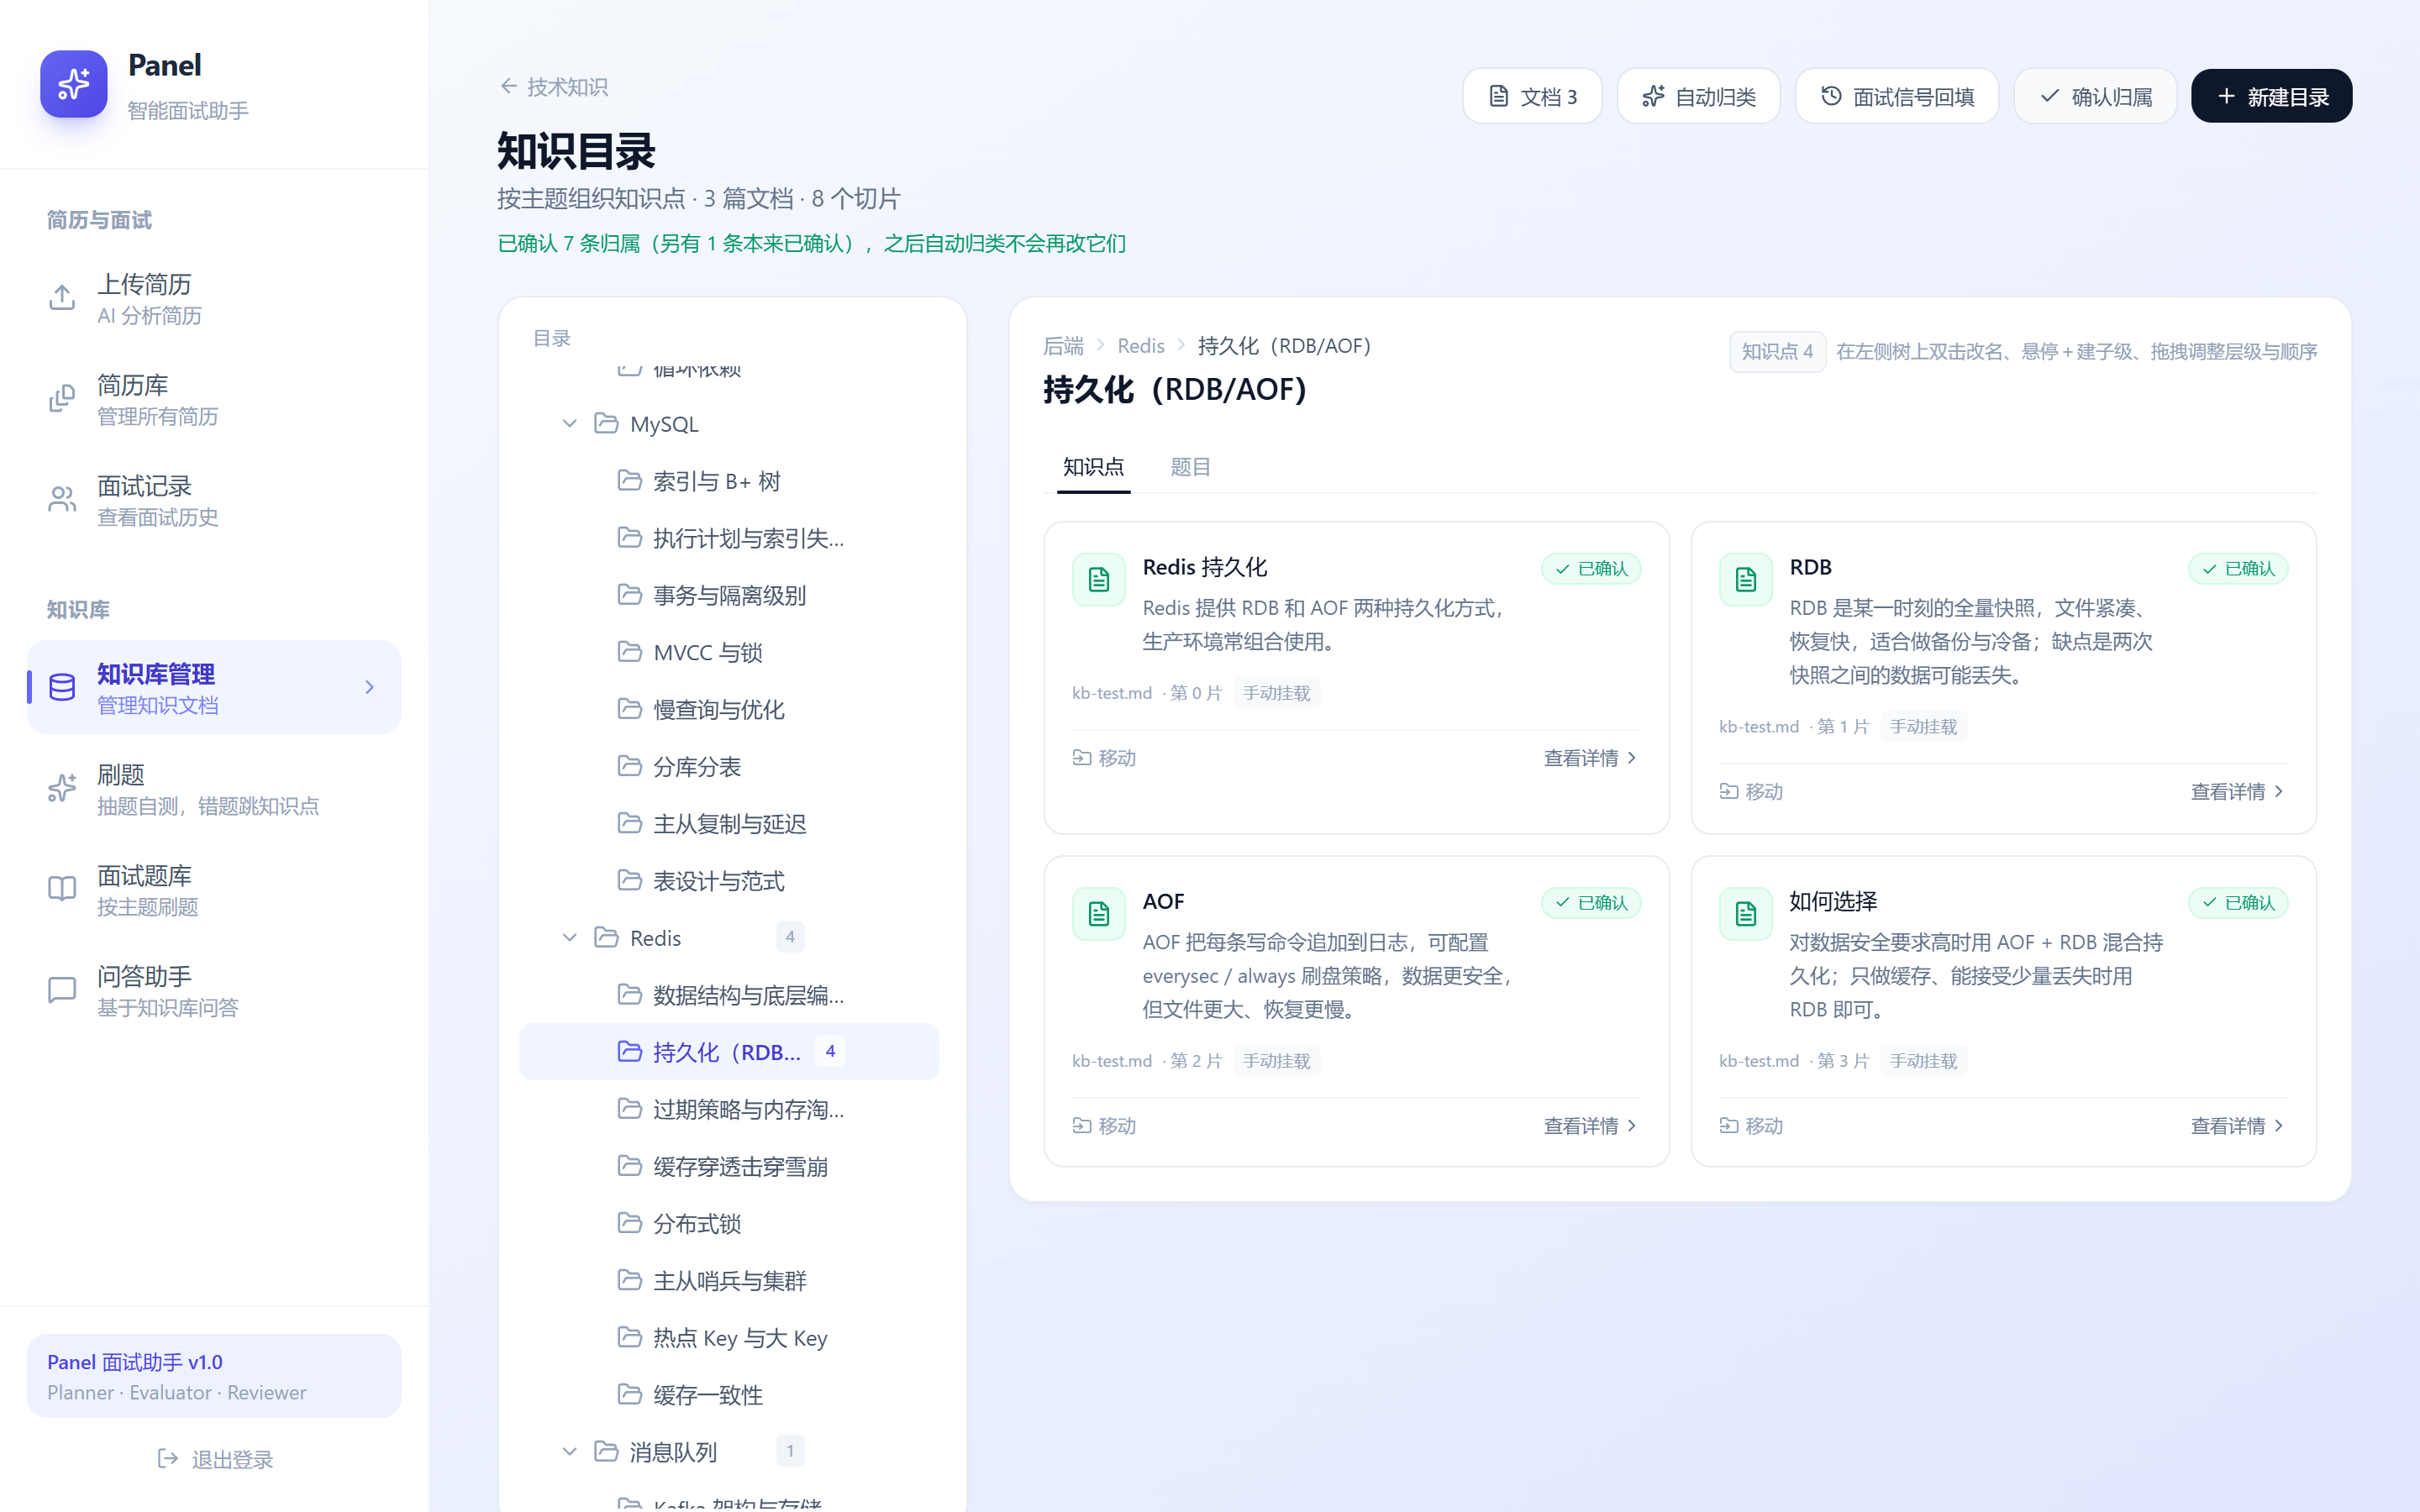 Panel
智能面试助手
简历与面试
上传简历
AI 分析简历
简历库
管理所有简历
面试记录
查看面试历史
知识库
知识库管理
管理知识文档
刷题
抽题自测，错题跳知识点
面试题库
按主题刷题
问答助手
基于知识库问答
Panel 面试助手 v1.0
Planner · Evaluator · Reviewer
退出登录
技术知识
知识目录
按主题组织知识点 · 3 篇文档 · 8 个切片
已确认 7 条归属（另有 1 条本来已确认），之后自动归类不会再改它们
文档 3
自动归类
面试信号回填
确认归属
新建目录
目录
循环依赖
MySQL
索引与 B+ 树
执行计划与索引失...
事务与隔离级别
MVCC 与锁
慢查询与优化
分库分表
主从复制与延迟
表设计与范式
Redis 4
数据结构与底层编...
持久化（RDB... 4
过期策略与内存淘...
缓存穿透击穿雪崩
分布式锁
主从哨兵与集群
热点 Key 与大 Key
缓存一致性
消息队列 1
Kafka 架构与存储
后端 > Redis > 持久化（RDB/AOF）
知识点 4 在左侧树上双击改名、悬停 + 建子级、拖拽调整层级与顺序
持久化（RDB/AOF）
知识点 题目
Redis 持久化
已确认
Redis 提供 RDB 和 AOF 两种持久化方式，
生产环境常组合使用。
kb-test.md · 第 0 片 手动挂载
移动 查看详情
RDB
已确认
RDB 是某一时刻的全量快照，文件紧凑、
恢复快，适合做备份与冷备；缺点是两次
快照之间的数据可能丢失。
kb-test.md · 第 1 片 手动挂载
移动 查看详情
AOF
已确认
AOF 把每条写命令追加到日志，可配置
everysec / always 刷盘策略，数据更安全，
但文件更大、恢复更慢。
kb-test.md · 第 2 片 手动挂载
移动 查看详情
如何选择
已确认
对数据安全要求高时用 AOF + RDB 混合持
久化；只做缓存、能接受少量丢失时用
RDB 即可。
kb-test.md · 第 3 片 手动挂载
移动 查看详情